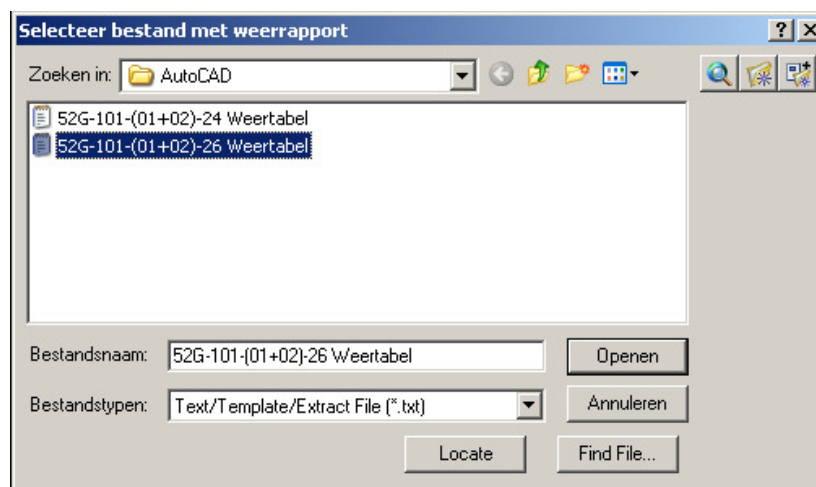 Selecteer bestand met weerrapport
Zoeken in: AutoCAD
52G-101-(01+02)-24 Weertabel
52G-101-(01+02)-26 Weertabel
Bestandsnaam: 52G-101-(01+02)-26 Weertabel Openen
Bestandstypen: Text/Template/Extract File (*.txt) Annuleren
Locate Find File...